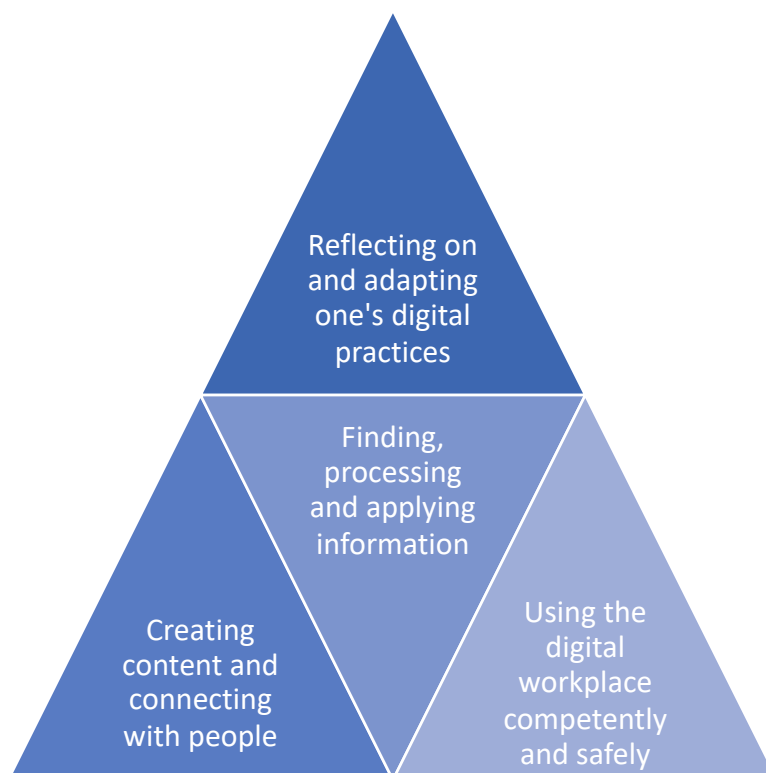 Reflecting on
and adapting
one's digital
practices
Finding,
processing
and applying
information
Creating
content and
connecting
with people
Using the
digital
workplace
competently
and safely